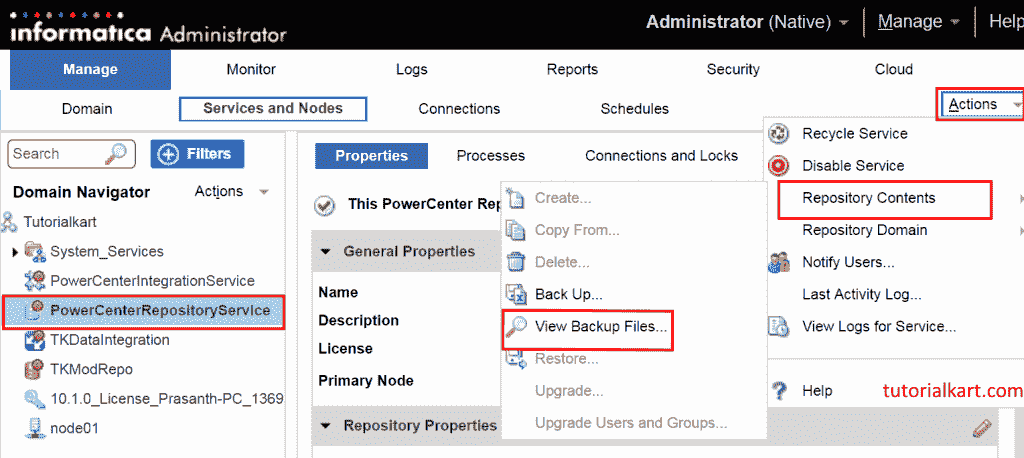 informatica Administrator
Administrator (Native) Manage Help
Manage Monitor Logs Reports Security Cloud
Domain Services and Nodes Connections Schedules Actions
Search Filters
Domain Navigator Actions
Tutorialkart
System_Services
PowerCenterIntegrationService
PowerCenterRepositoryService
TKDataIntegration
TKModRepo
10.1.0_License_Prasanth-PC_1369
node01
Properties Processes Connections and Locks
This PowerCenter Rep
General Properties
Name
Description
License
Primary Node
Repository Properties
Create...
Copy From...
Delete...
Back Up...
View Backup Files...
Restore...
Upgrade...
Upgrade Users and Groups...
Recycle Service
Disable Service
Repository Contents
Repository Domain
Notify Users...
Last Activity Log...
View Logs for Service...
Help
tutorialkart.com